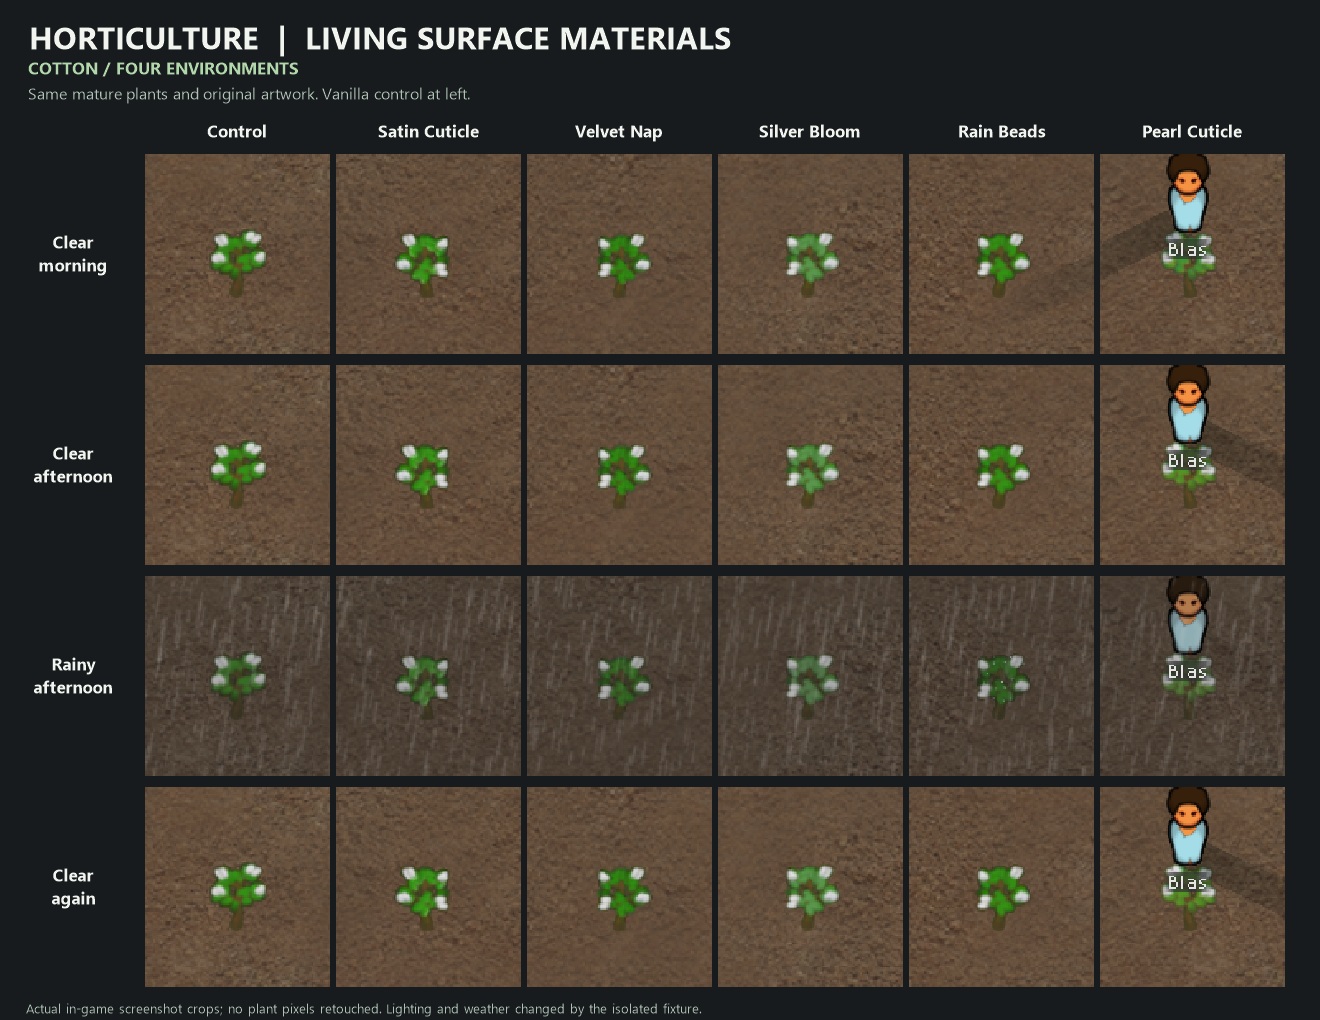 HORTICULTURE | LIVING SURFACE MATERIALS
COTTON / FOUR ENVIRONMENTS
Same mature plants and original artwork. Vanilla control at left.
Control Satin Cuticle Velvet Nap Silver Bloom Rain Beads Pearl Cuticle
Clear
morning
Blas
Clear
afternoon
Blas
Rainy
afternoon
Blas
Clear
again
Blas
Actual in-game screenshot crops; no plant pixels retouched. Lighting and weather changed by the isolated fixture.